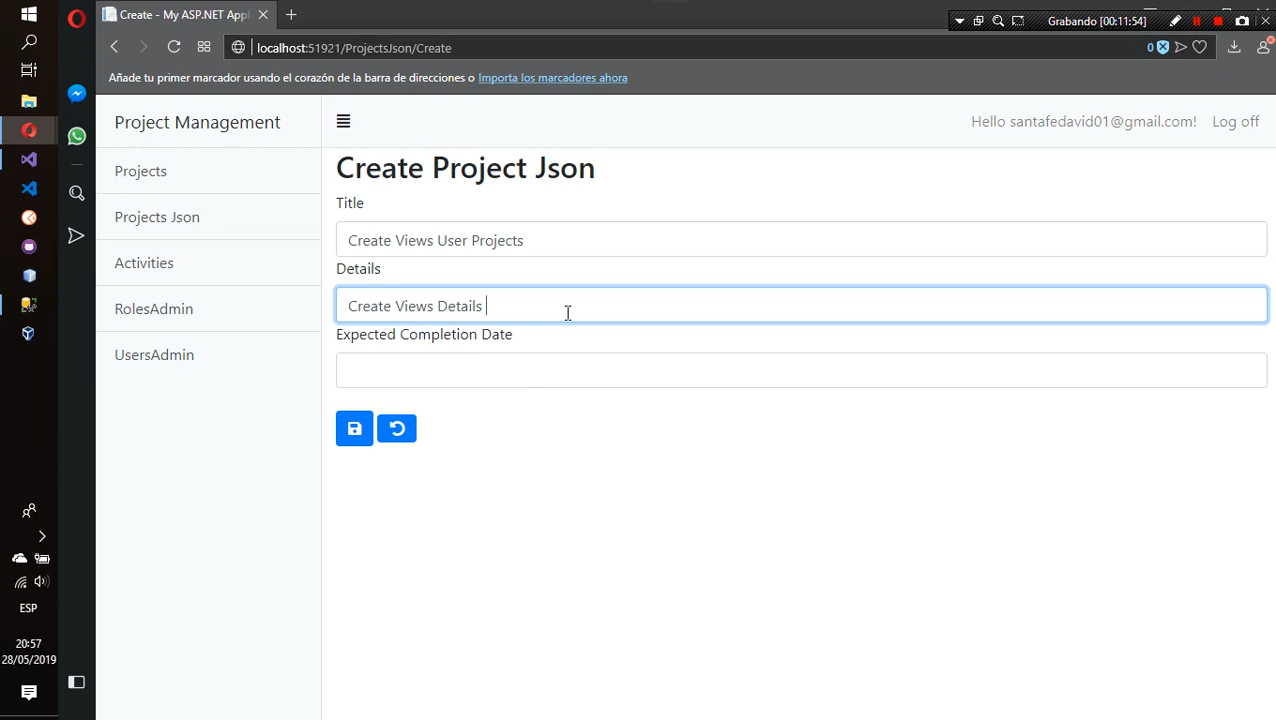 Create - My ASP.NET Appl
Grabando [00:11:54]
localhost:51921/ProjectsJson/Create
0
Añade tu primer marcador usando el corazón de la barra de direcciones o Importa los marcadores ahora
Project Management
Hello santafedavid01@gmail.com!
Log off
Projects
Projects Json
Activities
RolesAdmin
UsersAdmin
Create Project Json
Title
Create Views User Projects
Details
Create Views Details
Expected Completion Date
ESP
20:57
28/05/2019